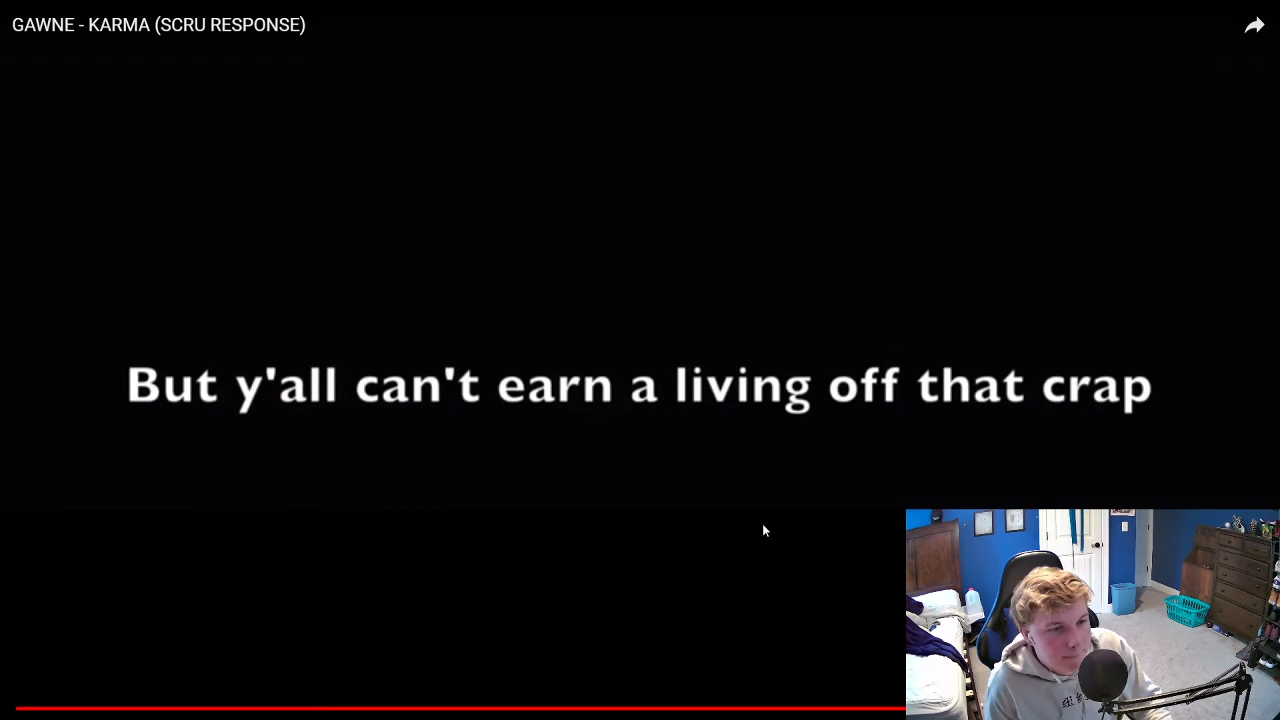 GAWNE - KARMA (SCRU RESPONSE)
But y'all can't earn a living off that crap